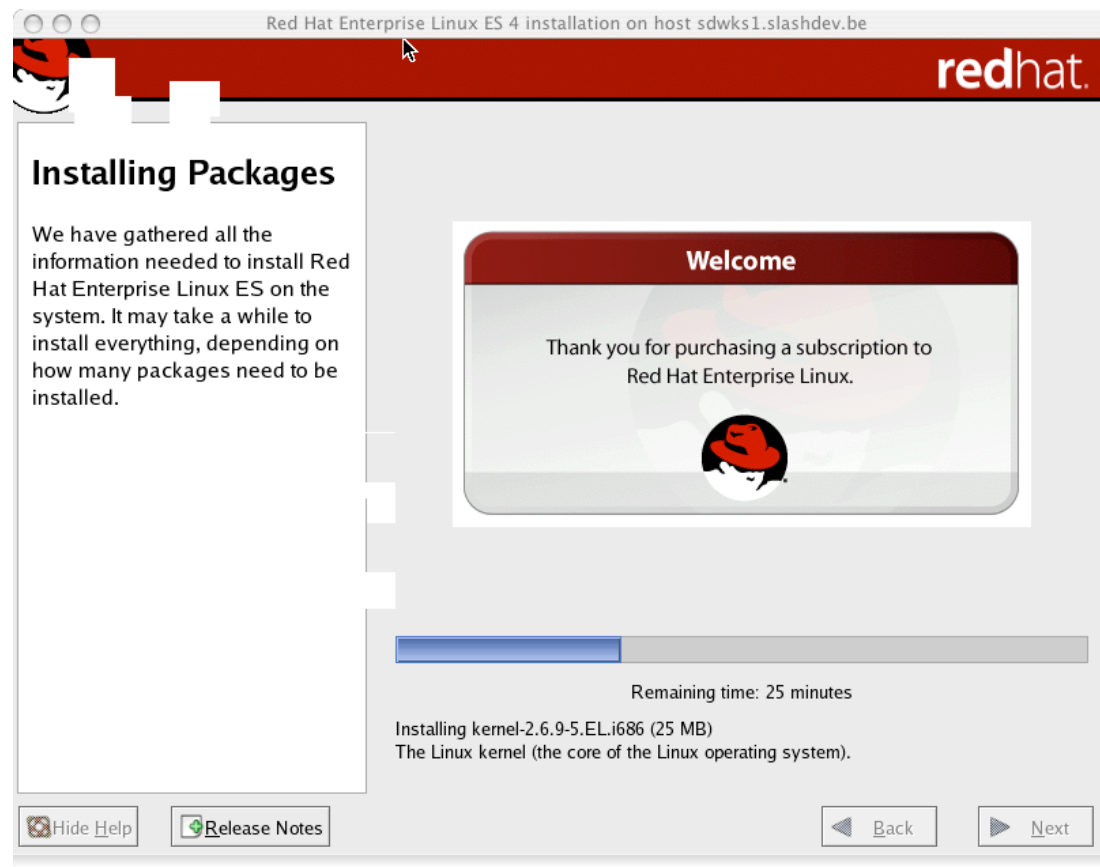 Red Hat Enterprise Linux ES 4 installation on host sdwks1.slashdev.be
redhat.
Installing Packages
We have gathered all the
information needed to install Red
Hat Enterprise Linux ES on the
system. It may take a while to
install everything, depending on
how many packages need to be
installed.
Welcome
Thank you for purchasing a subscription to
Red Hat Enterprise Linux.
Remaining time: 25 minutes
Installing kernel-2.6.9-5.EL.i686 (25 MB)
The Linux kernel (the core of the Linux operating system).
Hide Help
Release Notes
Back
Next